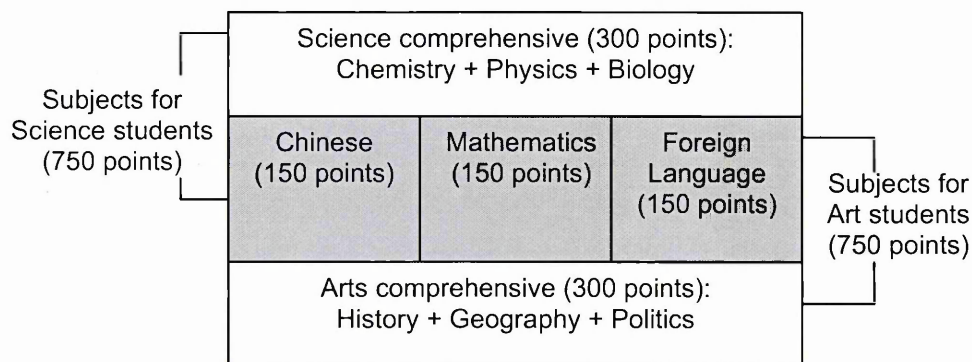 Science comprehensive (300 points):
Chemistry + Physics + Biology
Subjects for
Science students
(750 points)
Chinese
(150 points)
Mathematics
(150 points)
Foreign
Language
(150 points)
Subjects for
Art students
(750 points)
Arts comprehensive (300 points):
History + Geography + Politics